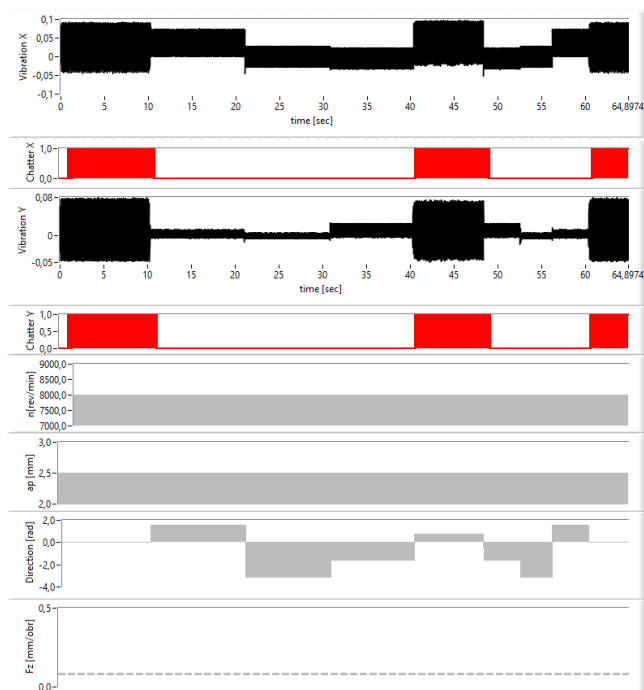 Vibration X
0,1
0,05
0
-0,05
-0,1
0 5 10 15 20 25 30 35 40 45 50 55 60 64,8974
time [sec]
Chatter X
1,0
0,5
0,0
Vibration Y
0,08
0
-0,05
0 5 10 15 20 25 30 35 40 45 50 55 60 64,8974
time [sec]
Chatter Y
1,0
0,5
0,0
n[rev/min]
9000,0
8500,0
8000,0
7500,0
7000,0
ap [mm]
3,0
2,5
2,0
Direction [rad]
2,0
0,0
-2,0
-4,0
Fz [mm/obr]
0,5
0,0